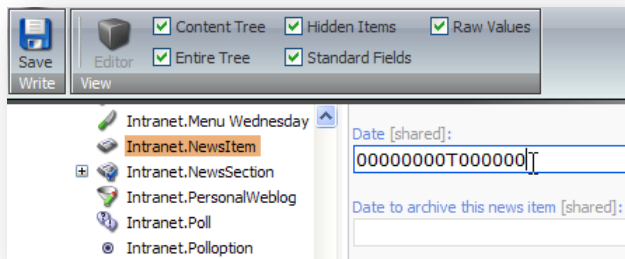 Content Tree Hidden Items Raw Values
Save Editor Entire Tree Standard Fields
Write View
Intranet.Menu Wednesday
Intranet.NewsItem
Intranet.NewsSection
Intranet.PersonalWeblog
Intranet.Poll
Intranet.Polloption
Date [shared]:
00000000T000000
Date to archive this news item [shared]: